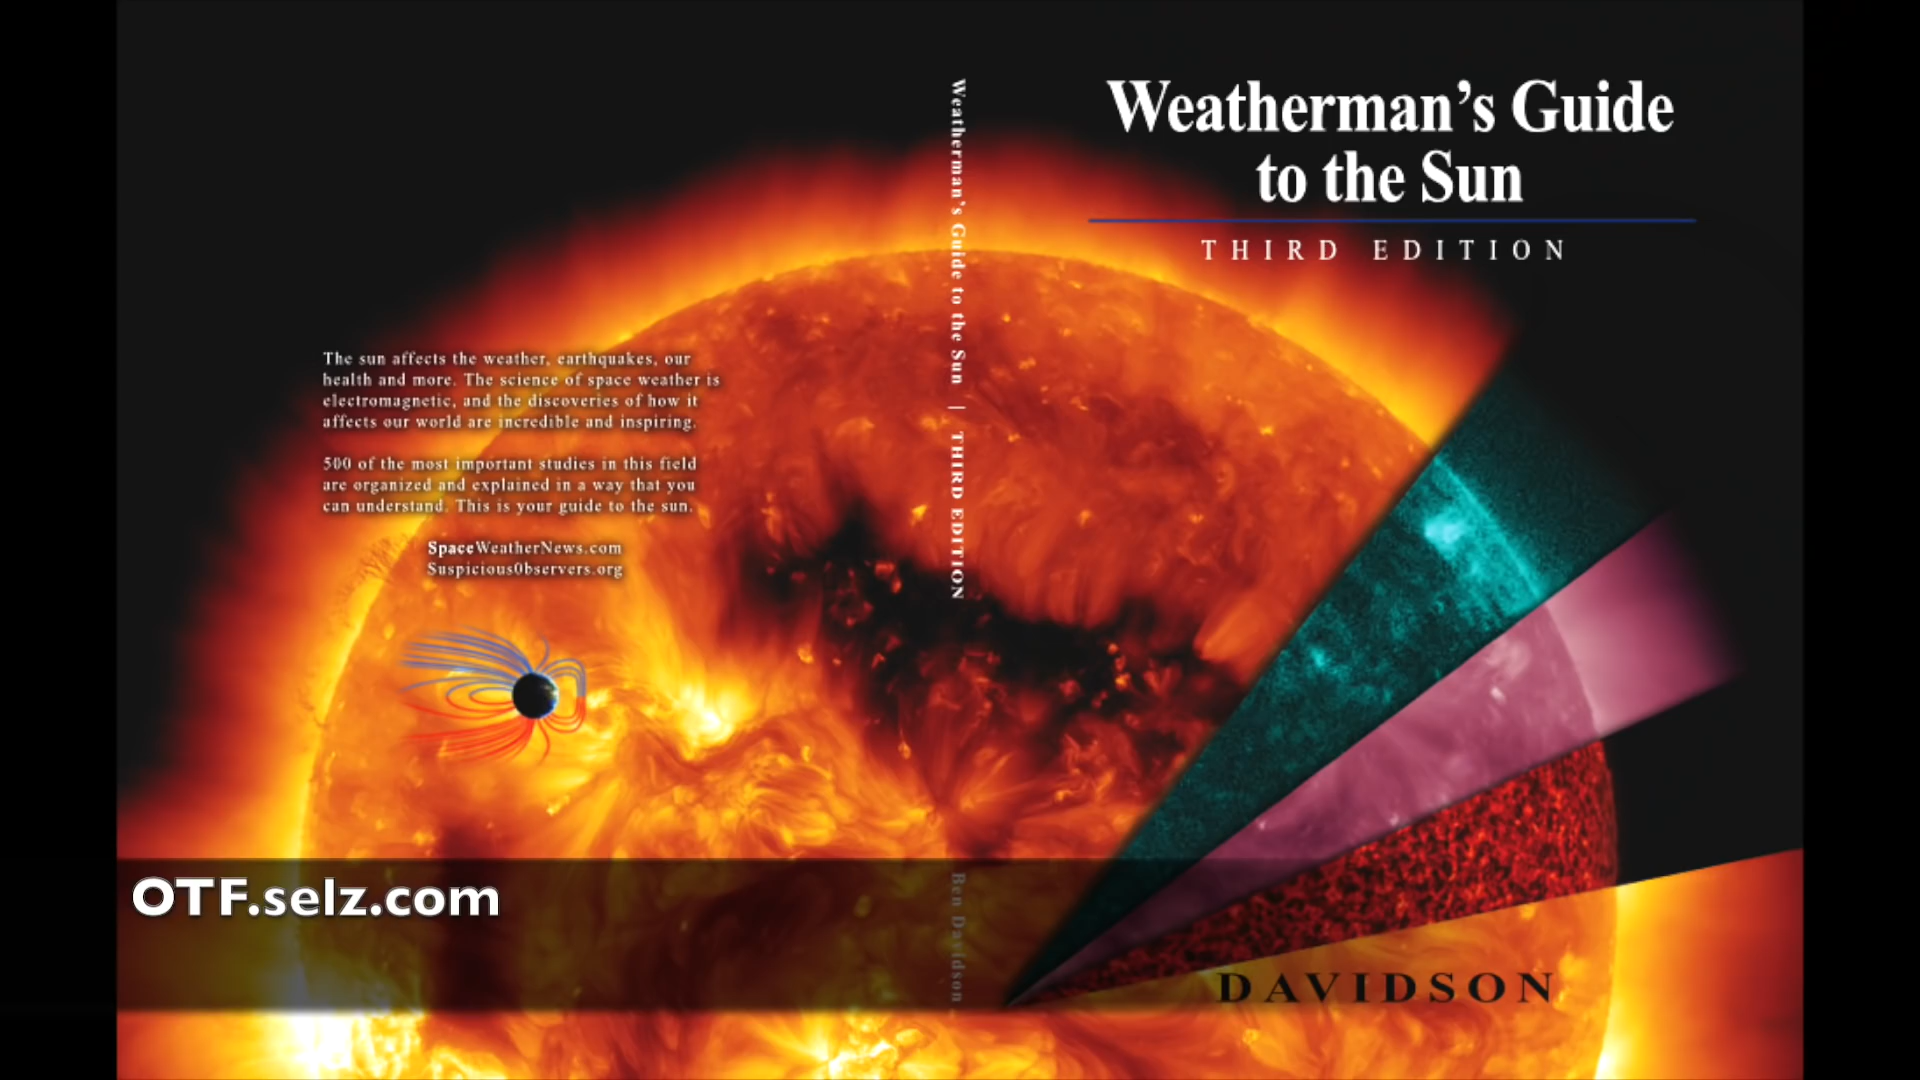 Weatherman's Guide
to the Sun
THIRD EDITION
Weatherman's Guide to the Sun | THIRD EDITION
Ben Davidson
The sun affects the weather, earthquakes, our
health and more. The science of space weather is
electromagnetic, and the discoveries of how it
affects our world are incredible and inspiring.
500 of the most important studies in this field
are organized and explained in a way that you
can understand. This is your guide to the sun.
SpaceWeatherNews.com
Suspicious0bservers.org
OTF.selz.com
DAVIDSON